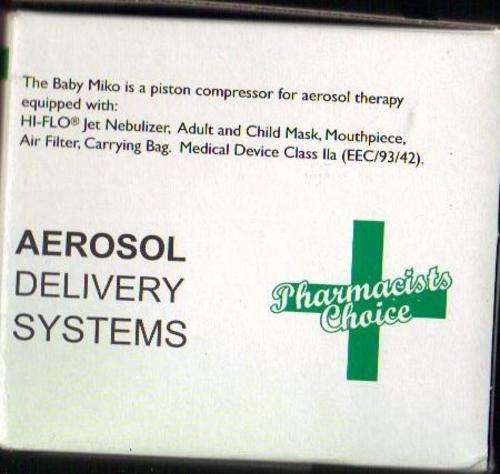 The Baby Miko is a piston compressor for aerosol therapy
equipped with:
HI-FLO® Jet Nebulizer, Adult and Child Mask, Mouthpiece,
Air Filter, Carrying Bag. Medical Device Class IIa (EEC/93/42).
AEROSOL
DELIVERY
SYSTEMS
Pharmacists
Choice